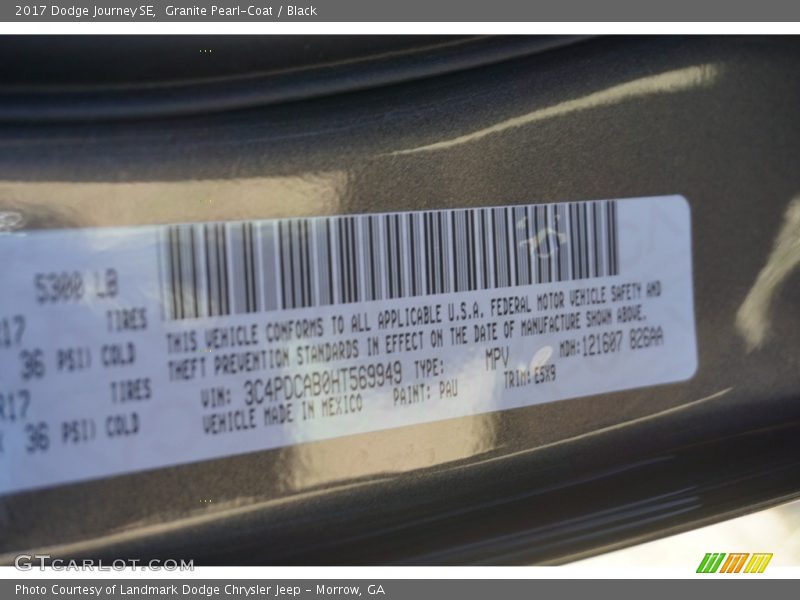 2017 Dodge Journey SE, Granite Pearl-Coat / Black
5300 LB
R17 TIRES
36 PSI) COLD
R17 TIRES
36 PSI) COLD
THIS VEHICLE CONFORMS TO ALL APPLICABLE U.S.A. FEDERAL MOTOR VEHICLE SAFETY AND
THEFT PREVENTION STANDARDS IN EFFECT ON THE DATE OF MANUFACTURE SHOWN ABOVE.
VIN: 3C4PDCAB0HT569949 TYPE: MPV MDH:121607 826AA
VEHICLE MADE IN MEXICO PAINT: PAU TRIM:E5X9
GTCARLOT.COM
Photo Courtesy of Landmark Dodge Chrysler Jeep - Morrow, GA